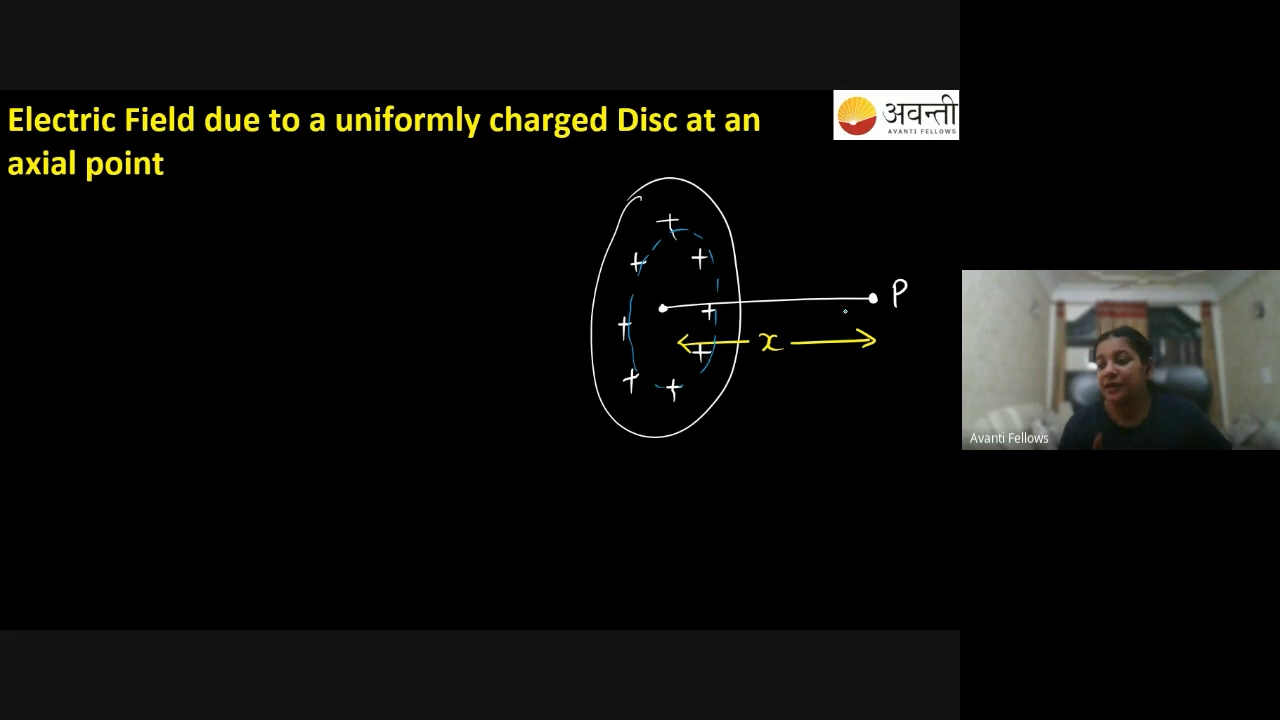 Electric Field due to a uniformly charged Disc at an
axial point
अवन्ती
AVANTI FELLOWS
P
x
Avanti Fellows